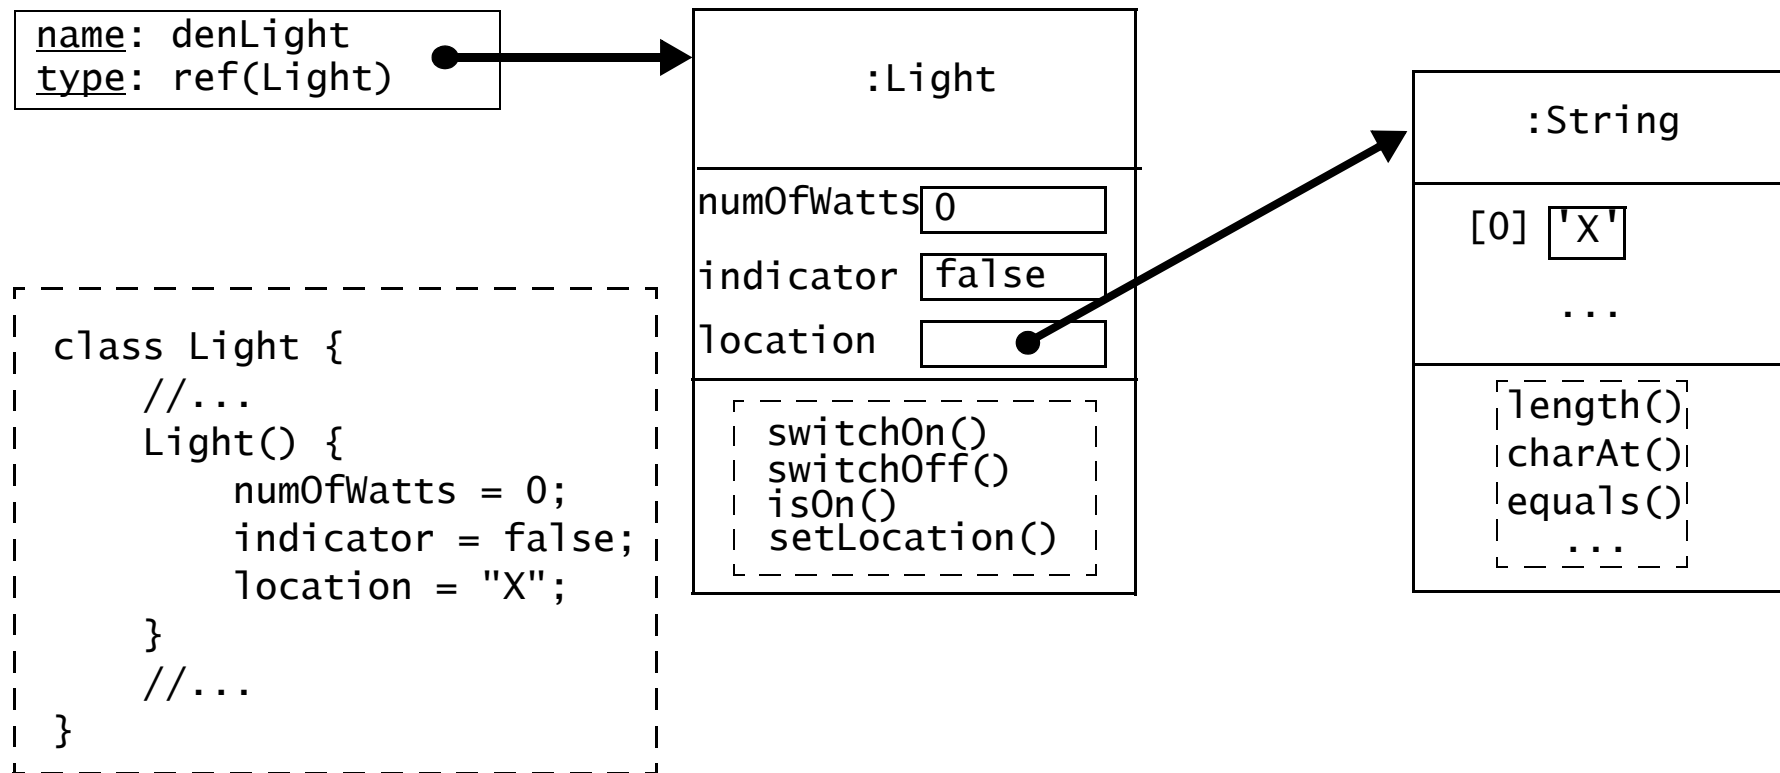 name: denLight
type: ref(Light)
:Light
numOfWatts 0
indicator false
location
switchOn()
switchOff()
isOn()
setLocation()
:String
[0] 'X'
...
length()
charAt()
equals()
...
class Light {
//...
Light() {
numOfWatts = 0;
indicator = false;
location = "X";
}
//...
}